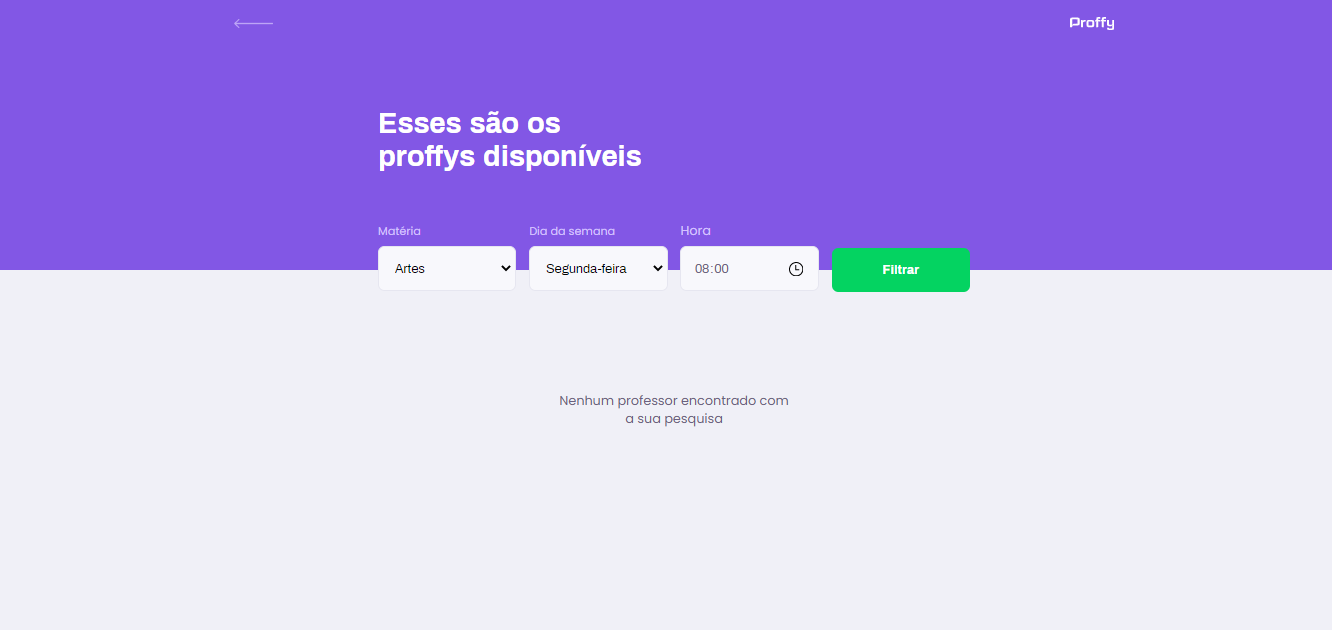 Proffy
Esses são os
proffys disponíveis
Matéria
Dia da semana
Hora
Artes
Segunda-feira
08:00
Filtrar
Nenhum professor encontrado com
a sua pesquisa